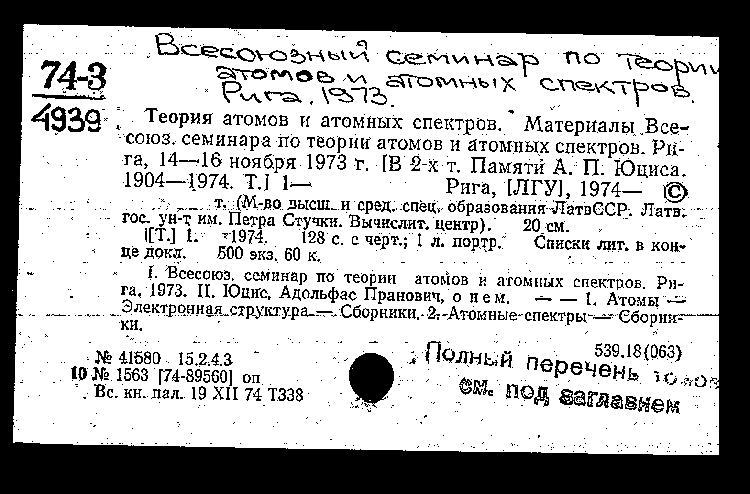 Всесоюзный семинар по теории
атомов и атомных спектров.
Рига, 1973.
74-3
4939
Теория атомов и атомных спектров. Материалы Все-
союз. семинара по теории атомов и атомных спектров. Ри-
га, 14—16 ноября 1973 г. [В 2-х т. Памяти А. П. Юциса.
1904—1974. Т.] 1— Рига, [ЛГУ], 1974— ©
т. (М-во высш. и сред. спец. образования ЛатвССР. Латв.
гос. ун-т им. Петра Стучки. Вычислит. центр). 20 см.
[Т.] 1. 1974. 128 с. с черт.; 1 л. портр. Списки лит. в кон-
це докл. 500 экз. 60 к.
I. Всесоюз. семинар по теории атомов и атомных спектров. Ри-
га, 1973. II. Юцис, Адольфас Пранович, о нем. — — 1. Атомы —
Электронная структура — Сборники. 2. Атомные спектры — Сборни-
ки.
№ 41580 15.2.4.3 539.18(063)
10 № 1563 [74-89560] оп
Вс. кн. пал. 19 XII 74 Т338
Полный перечень
см. под заглавием